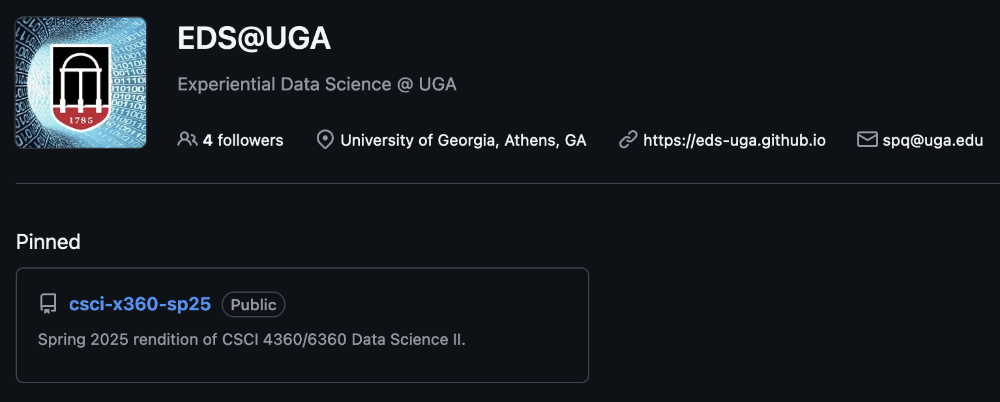 EDS@UGA
Experiential Data Science @ UGA
4 followers
University of Georgia, Athens, GA
https://eds-uga.github.io
spq@uga.edu
1785
Pinned
csci-x360-sp25
Public
Spring 2025 rendition of CSCI 4360/6360 Data Science II.